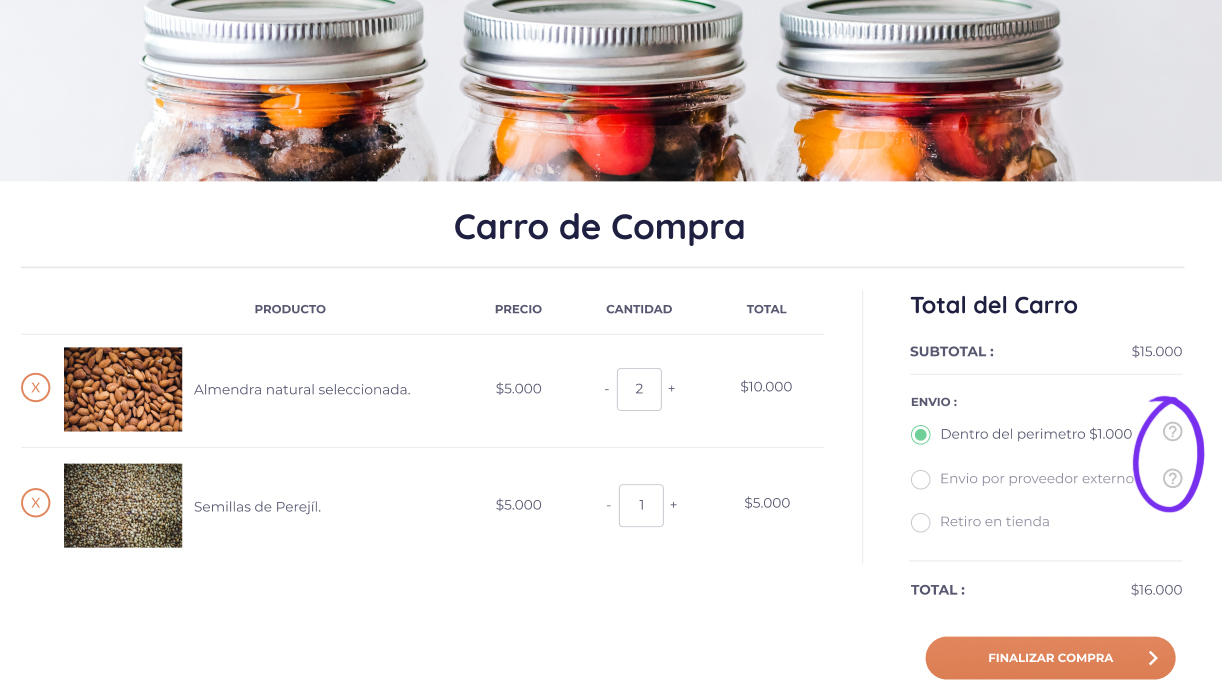 Carro de Compra
PRODUCTO PRECIO CANTIDAD TOTAL
X Almendra natural seleccionada. $5.000 - 2 + $10.000
X Semillas de Perejíl. $5.000 - 1 + $5.000
Total del Carro
SUBTOTAL : $15.000
ENVIO :
Dentro del perimetro $1.000 ?
Envio por proveedor externo ?
Retiro en tienda
TOTAL : $16.000
FINALIZAR COMPRA